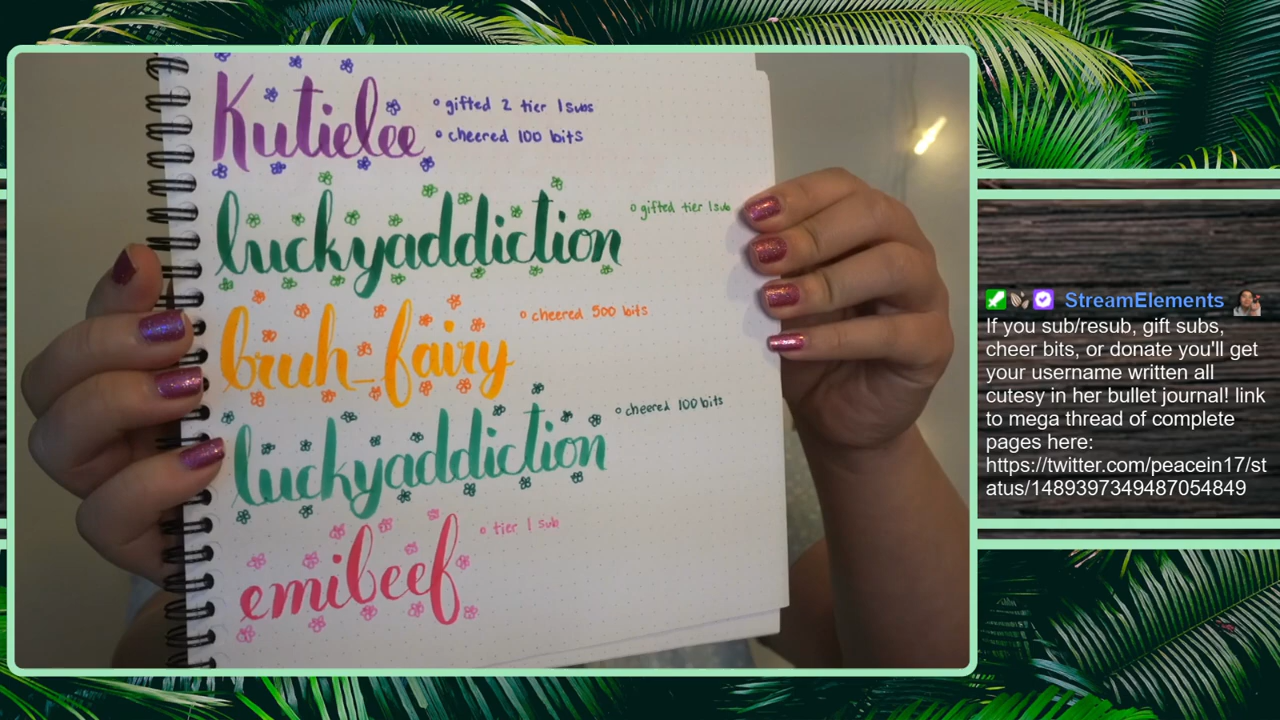 Kutielee
gifted 2 tier 1 subs
cheered 100 bits
luckyaddiction
gifted tier 1 sub
bruh_fairy
cheered 500 bits
luckyaddiction
cheered 100 bits
emibeef
tier 1 sub
StreamElements
If you sub/resub, gift subs,
cheer bits, or donate you'll get
your username written all
cutesy in her bullet journal! link
to mega thread of complete
pages here:
https://twitter.com/peacein17/st
atus/1489397349487054849